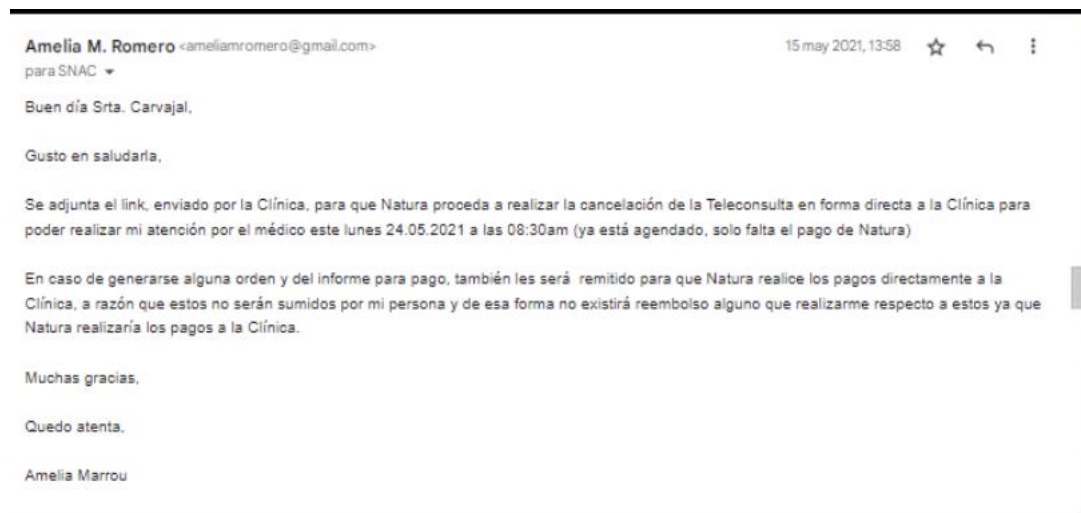 Amelia M. Romero <ameliamromero@gmail.com>
15 may 2021, 13:58
para SNAC
Buen día Srta. Carvajal,
Gusto en saludarla,
Se adjunta el link, enviado por la Clínica, para que Natura proceda a realizar la cancelación de la Teleconsulta en forma directa a la Clínica para
poder realizar mi atención por el médico este lunes 24.05.2021 a las 08:30am (ya está agendado, solo falta el pago de Natura)
En caso de generarse alguna orden y del informe para pago, también les será remitido para que Natura realice los pagos directamente a la
Clínica, a razón que estos no serán sumidos por mi persona y de esa forma no existirá reembolso alguno que realizarme respecto a estos ya que
Natura realizaría los pagos a la Clínica.
Muchas gracias,
Quedo atenta,
Amelia Marrou